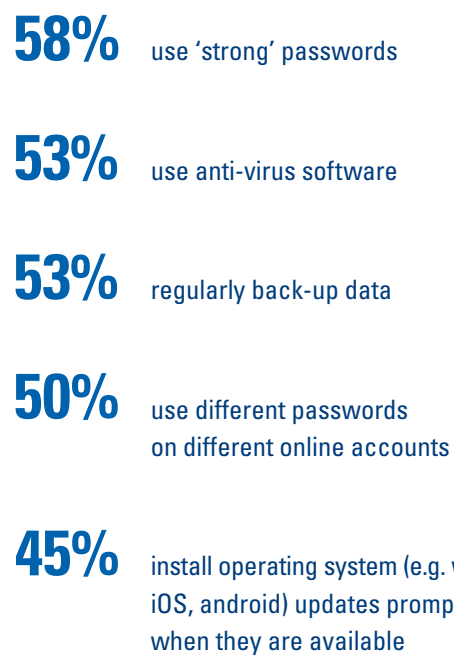 58% use ‘strong’ passwords
53% use anti-virus software
53% regularly back-up data
50% use different passwords
on different online accounts
45% install operating system (e.g.
iOS, android) updates
when they are available